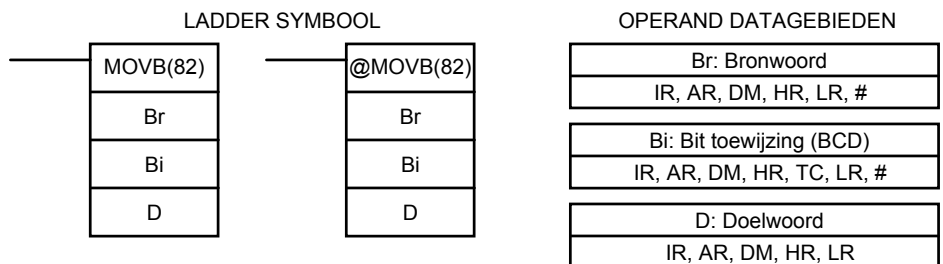 LADDER SYMBOOL
MOVB(82)
Br
Bi
D
@MOVB(82)
Br
Bi
D
OPERAND DATAGEBIEDEN
Br: Bronwoord
IR, AR, DM, HR, LR, #
Bi: Bit toewijzing (BCD)
IR, AR, DM, HR, TC, LR, #
D: Doelwoord
IR, AR, DM, HR, LR